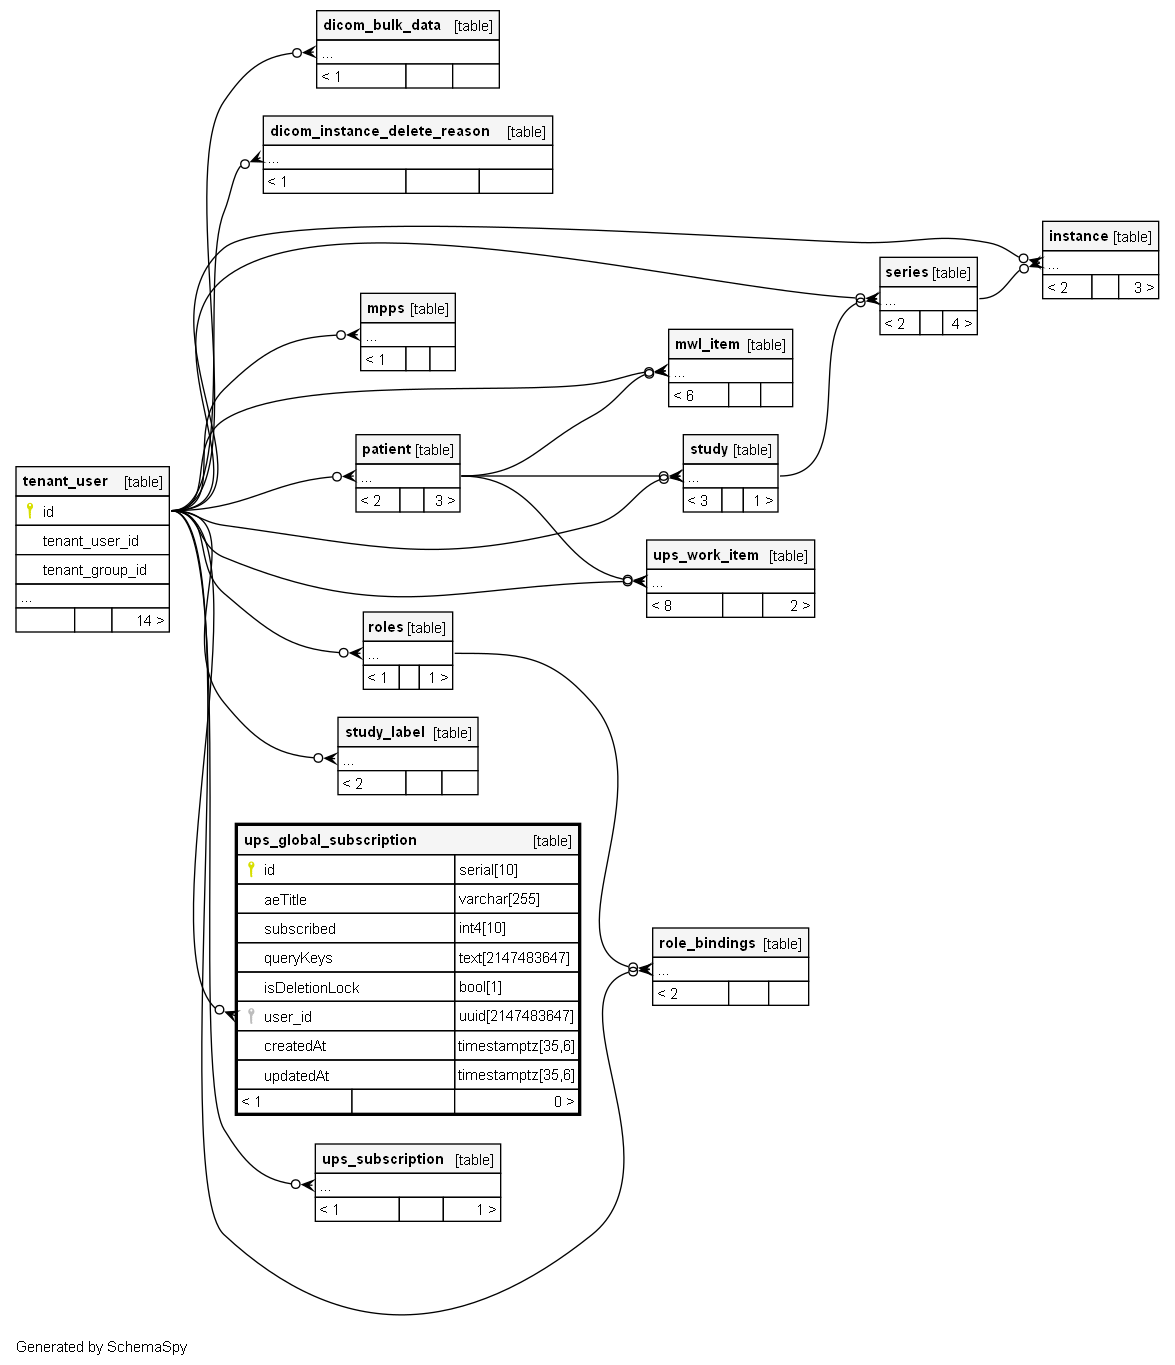 dicom_bulk_data [table]
...
< 1
dicom_instance_delete_reason [table]
...
< 1
instance [table]
...
< 2 3 >
series [table]
...
< 2 4 >
mpps [table]
...
< 1
mwl_item [table]
...
< 6
patient [table]
...
< 2 3 >
study [table]
...
< 3 1 >
tenant_user [table]
id
tenant_user_id
tenant_group_id
...
14 >
ups_work_item [table]
...
< 8 2 >
roles [table]
...
< 1 1 >
study_label [table]
...
< 2
ups_global_subscription [table]
id serial[10]
aeTitle varchar[255]
subscribed int4[10]
queryKeys text[2147483647]
isDeletionLock bool[1]
user_id uuid[2147483647]
createdAt timestamptz[35,6]
updatedAt timestamptz[35,6]
< 1 0 >
role_bindings [table]
...
< 2
ups_subscription [table]
...
< 1 1 >
Generated by SchemaSpy